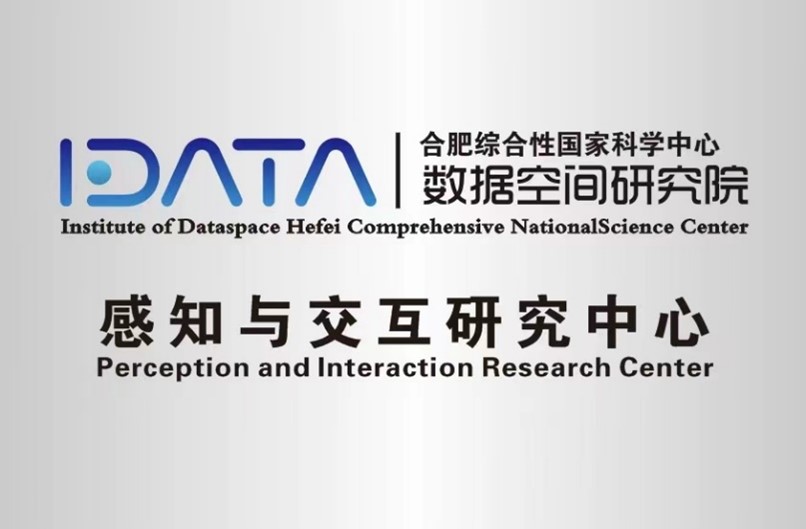 IDATA
合肥综合性国家科学中心
数据空间研究院
Institute of Dataspace Hefei Comprehensive NationalScience Center
感知与交互研究中心
Perception and Interaction Research Center